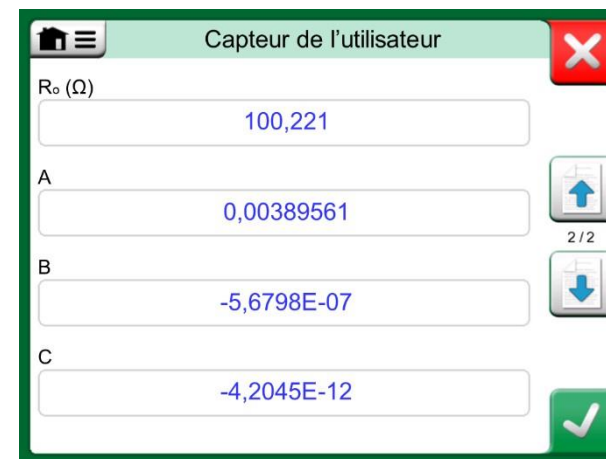 Capteur de l'utilisateur
R₀ (Ω)
100,221
A
0,00389561
2/2
B
-5,6798E-07
C
-4,2045E-12